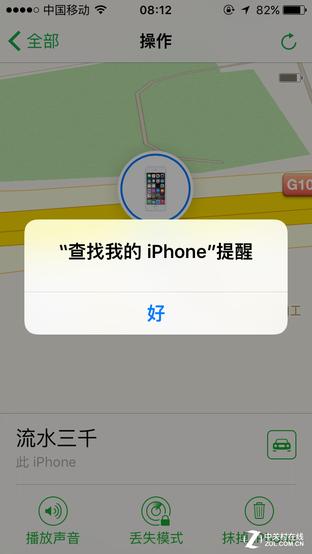 中国移动 08:12 82%
全部 操作
G10
"查找我的 iPhone"提醒
好
工
流水三千
此 iPhone
播放声音 丢失模式 抹掉
中关村在线
ZOL.COM.CN